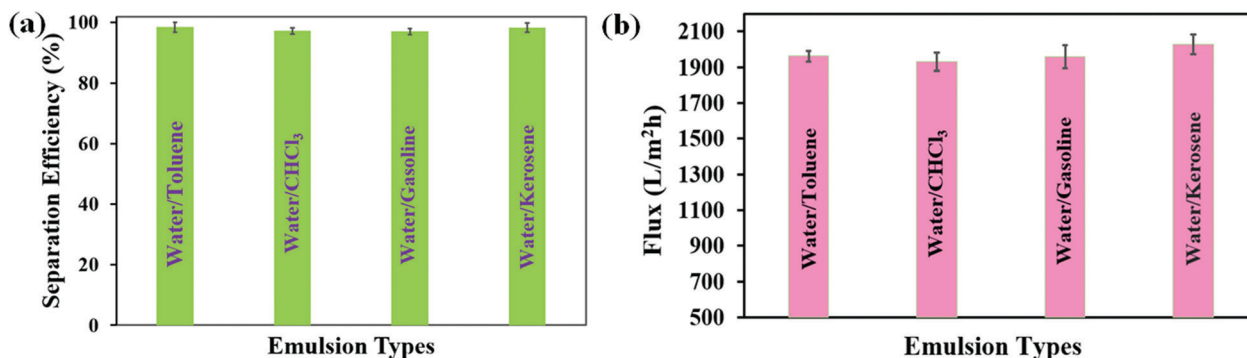 (a)
Separation Efficiency (%)
100
80
60
40
20
0
Water/Toluene
Water/CHCl₃
Water/Gasoline
Water/Kerosene
Emulsion Types
(b)
Flux (L/m²h)
2100
1900
1700
1500
1300
1100
900
700
500
Water/Toluene
Water/CHCl₃
Water/Gasoline
Water/Kerosene
Emulsion Types